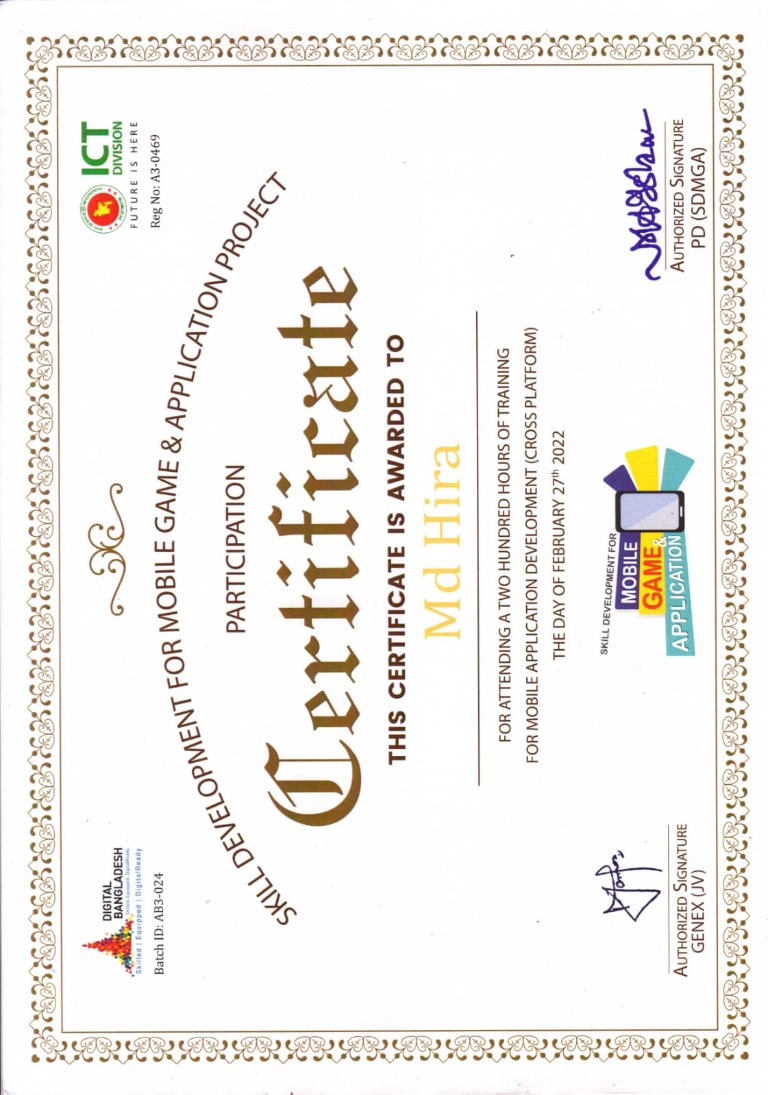 DIGITAL
BANGLADESH
Skilled | Equipped | DigitalReady
Batch ID: AB3-024
ICT
DIVISION
FUTURE IS HERE
Reg No: A3-0469
SKILL DEVELOPMENT FOR MOBILE GAME & APPLICATION PROJECT
PARTICIPATION
Certificate
THIS CERTIFICATE IS AWARDED TO
Md Hira
FOR ATTENDING A TWO HUNDRED HOURS OF TRAINING
FOR MOBILE APPLICATION DEVELOPMENT (CROSS PLATFORM)
THE DAY OF FEBRUARY 27th 2022
SKILL DEVELOPMENT FOR
MOBILE
GAME &
APPLICATION
AUTHORIZED SIGNATURE
GENEX (JV)
AUTHORIZED SIGNATURE
PD (SDMGA)